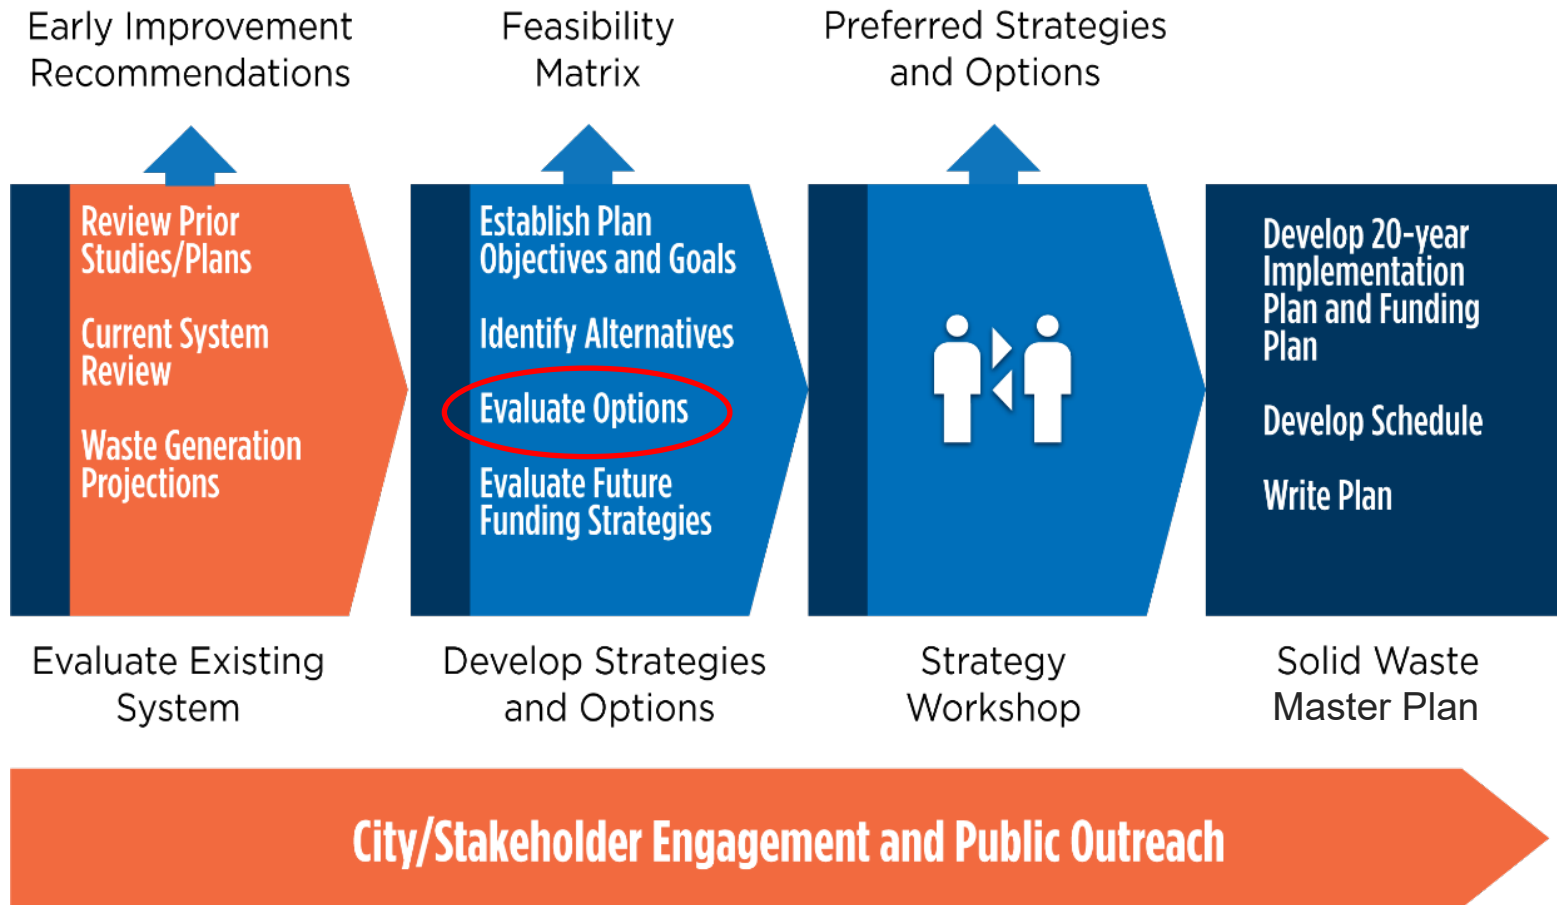 Early Improvement
Recommendations
Feasibility
Matrix
Preferred Strategies
and Options
Review Prior
Studies/Plans
Current System
Review
Waste Generation
Projections
Establish Plan
Objectives and Goals
Identify Alternatives
Evaluate Options
Evaluate Future
Funding Strategies
Develop 20-year
Implementation
Plan and Funding
Plan
Develop Schedule
Write Plan
Evaluate Existing
System
Develop Strategies
and Options
Strategy
Workshop
Solid Waste
Master Plan
City/Stakeholder Engagement and Public Outreach